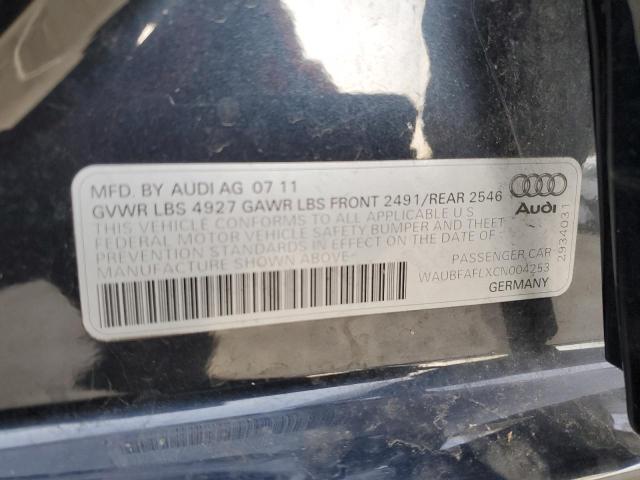 MFD. BY AUDI AG 07 11
GVWR LBS 4927 GAWR LBS FRONT 2491/REAR 2546
THIS VEHICLE CONFORMS TO ALL APPLICABLE U S
FEDERAL MOTOR VEHICLE SAFETY BUMPER AND THEFT
PREVENTION STANDARDS IN EFFECT ON THE DATE OF -
MANUFACTURE SHOWN ABOVE-
PASSENGER CAR
WAUBFAFLXCN004253
GERMANY
Audi
2934031